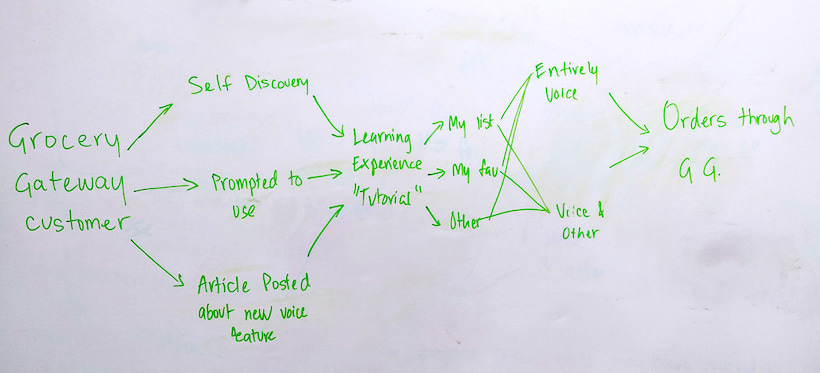 Grocery
Gateway
customer
Self Discovery
Prompted to
use
Article Posted
about new voice
feature
Learning
Experience
"Tutorial"
My list
My fav
Other
Entirely
Voice
Voice &
Other
Orders through
G G.